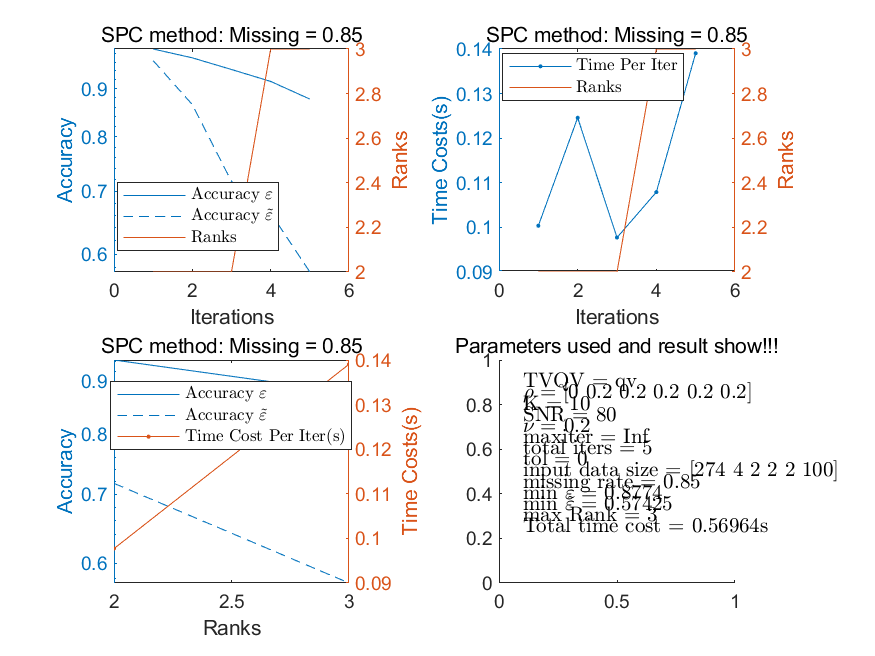 SPC method: Missing = 0.85
0.9
0.8
0.7
0.6
Accuracy
3
2.8
2.6
2.4
2.2
2
Ranks
Accuracy ε
Accuracy ε̃
Ranks
0 2 4 6
Iterations
SPC method: Missing = 0.85
0.14
0.13
0.12
0.11
0.1
0.09
Time Costs(s)
3
2.8
2.6
2.4
2.2
2
Ranks
Time Per Iter
Ranks
0 2 4 6
Iterations
SPC method: Missing = 0.85
0.9
0.8
0.7
0.6
Accuracy
0.14
0.13
0.12
0.11
0.1
0.09
Time Costs(s)
Accuracy ε
Accuracy ε̃
Time Cost Per Iter(s)
2 2.5 3
Ranks
Parameters used and result show!!!
1
0.8
0.6
0.4
0.2
0
TVQV = qv
ρ = [0 0.2 0.2 0.2 0.2 0.2]
K = 10
SNR = 80
ν = 0.2
maxiter = Inf
total iters = 5
tol = 0
input data size = [274 4 2 2 2 100]
missing rate = 0.85
min ε = 0.8774
min ε̃ = 0.57425
max Rank = 3
Total time cost = 0.56964s
0 0.5 1